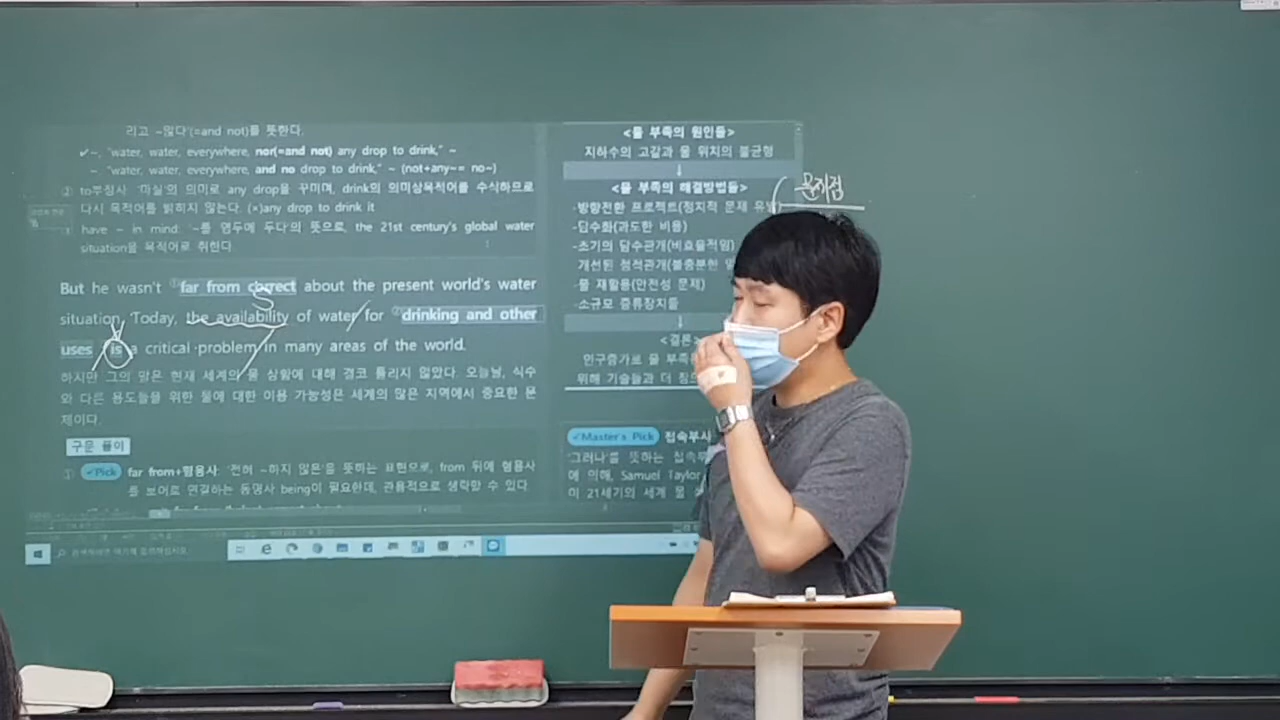 리고 ~않다'(=and not)를 뜻한다.
✔~, "water, water, everywhere, nor(=and not) any drop to drink," ~
~, "water, water, everywhere, and no drop to drink," ~ (not+any~= no~)
② to부정사 '마실'의 의미로 any drop을 꾸미며, drink의 의미상목적어를 수식하므로
다시 목적어를 밝히지 않는다. (×)any drop to drink it
have ~ in mind: '~를 염두에 두다'의 뜻으로, the 21st century's global water
situation을 목적어로 취한다.
But he wasn't ①far from correct about the present world's water
situation. Today, the availability of water for ②drinking and other
uses is a critical problem in many areas of the world.
S
V
하지만 그의 말은 현재 세계의 물 상황에 대해 결코 틀리지 않았다. 오늘날, 식수
와 다른 용도들을 위한 물에 대한 이용 가능성은 세계의 많은 지역에서 중요한 문
제이다.
구문 풀이
① ✔Pick far from+형용사: '전혀 ~하지 않은'을 뜻하는 표현으로, from 뒤에 형용사
를 보어로 연결하는 동명사 being이 필요한데, 관용적으로 생략할 수 있다.
<물 부족의 원인들>
지하수의 고갈과 물 위치의 불균형
↓
<물 부족의 해결방법들>
문제점
-방향전환 프로젝트(정치적 문제 유
-담수화(과도한 비용)
-초기의 담수관개(비효율적임)
개선된 점적관개(불충분한
-물 재활용(안전성 문제)
-소규모 증류장치들
↓
<결론>
인구증가로 물 부족
위해 기술들과 더
✔Master's Pick 접속부사
'그러나'를 뜻하는 접속부
에 의해, Samuel Taylor
이 21세기의 세계 물